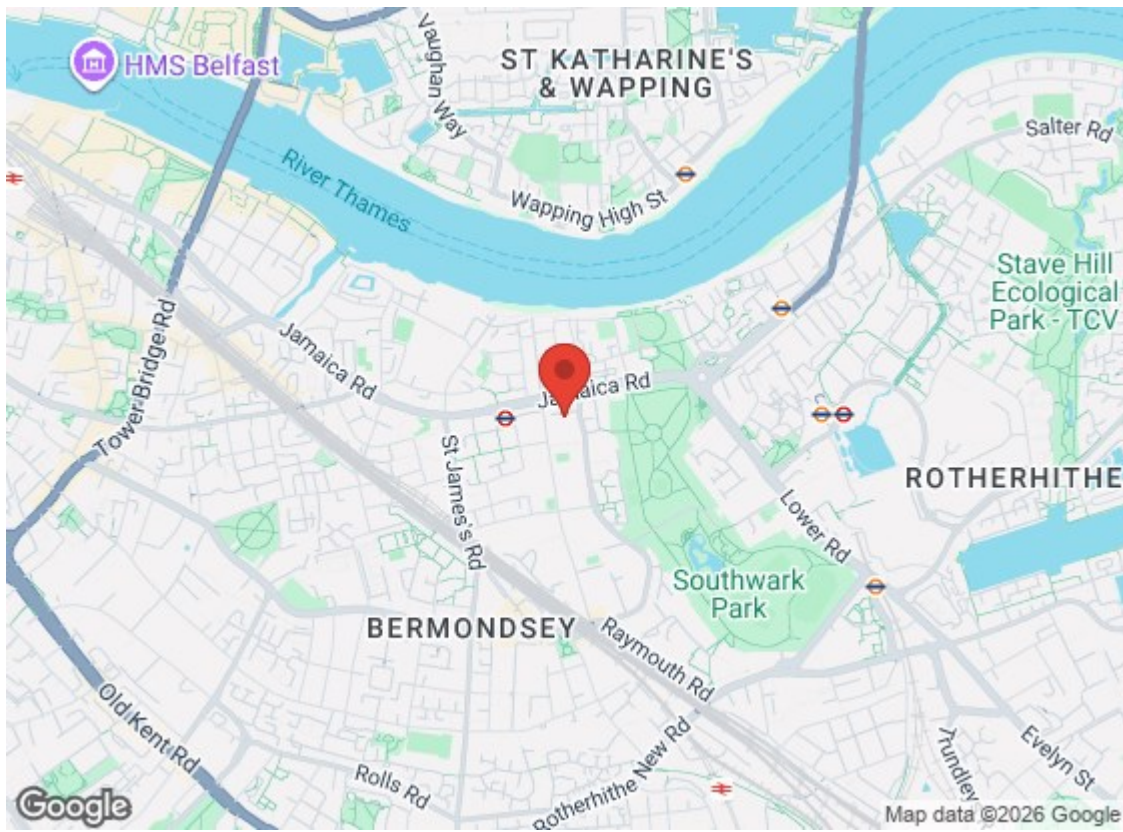 HMS Belfast
Vaughan Way
ST KATHARINE'S
& WAPPING
Salter Rd
River Thames
Wapping High St
Stave Hill
Ecological
Park - TCV
Tower Bridge Rd
Jamaica Rd
Jamaica Rd
St James's Rd
ROTHERHITHE
Lower Rd
Southwark
Park
BERMONDSEY
Raymouth Rd
Old Kent Rd
Rolls Rd
Rotherhithe New Rd
Trundley
Evelyn St
Google
Map data ©2026 Google